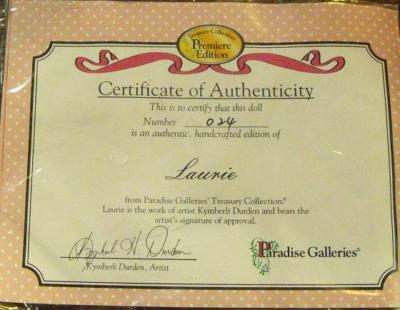 Treasury Collection®
Premiere
Edition
Certificate of Authenticity
This is to certify that this doll
Number 024
is an authentic, handcrafted edition of
Laurie
from Paradise Galleries' Treasury Collection.®
Laurie is the work of artist Kymberli Durden and bears the
artist's signature of approval.
Kymberli H. Durden
Kymberli Durden, Artist
Paradise Galleries®